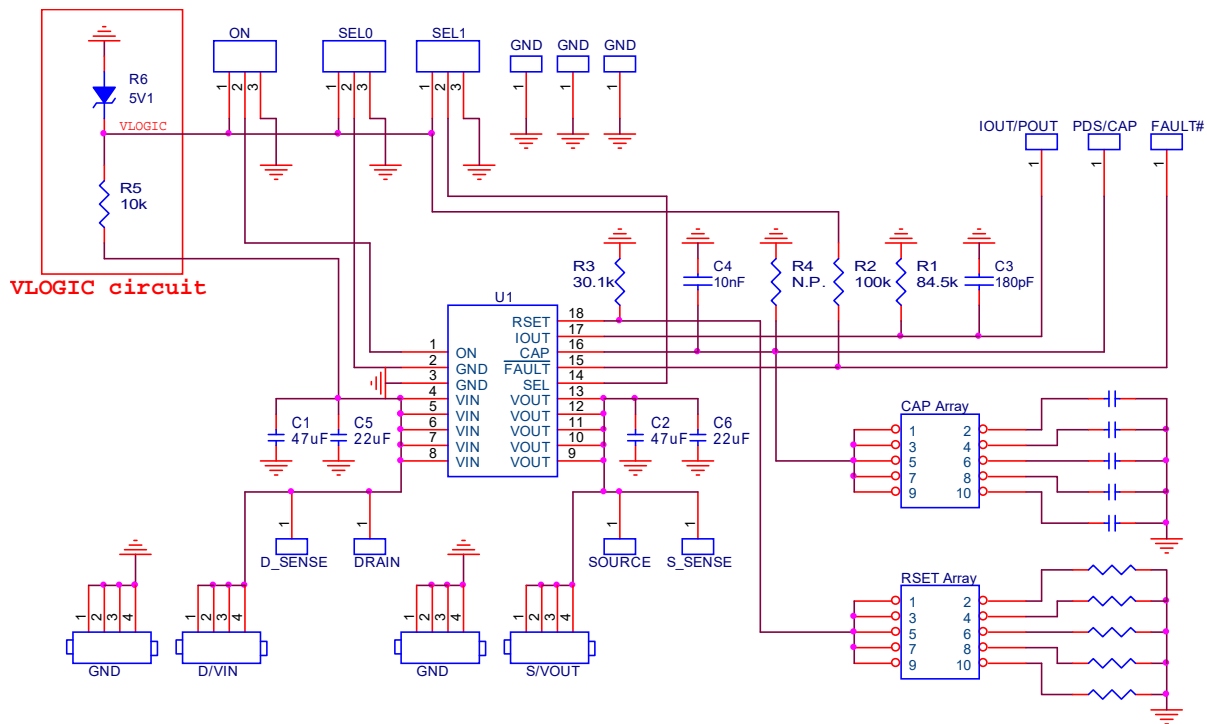 ON SEL0 SEL1 GND GND GND
R6
5V1
1 2 3 1 2 3 1 2 3 1 1 1
VLOGIC
IOUT/POUT PDS/CAP FAULT#
1 1 1
R5
10k
VLOGIC circuit
R3
30.1k
C4
10nF
R4
N.P.
R2
100k
R1
84.5k
C3
180pF
U1
RSET 18
IOUT 17
1 ON CAP 16
2 GND FAULT 15
3 GND SEL 14
4 VIN VOUT 13
5 VIN VOUT 12
6 VIN VOUT 11
7 VIN VOUT 10
8 VIN VOUT 9
C1
47uF
C5
22uF
C2
47uF
C6
22uF
CAP Array
1 2
3 4
5 6
7 8
9 10
1 1 1 1
D_SENSE DRAIN SOURCE S_SENSE
RSET Array
1 2
3 4
5 6
7 8
9 10
1 2 3 4 1 2 3 4 1 2 3 4 1 2 3 4
GND D/VIN GND S/VOUT